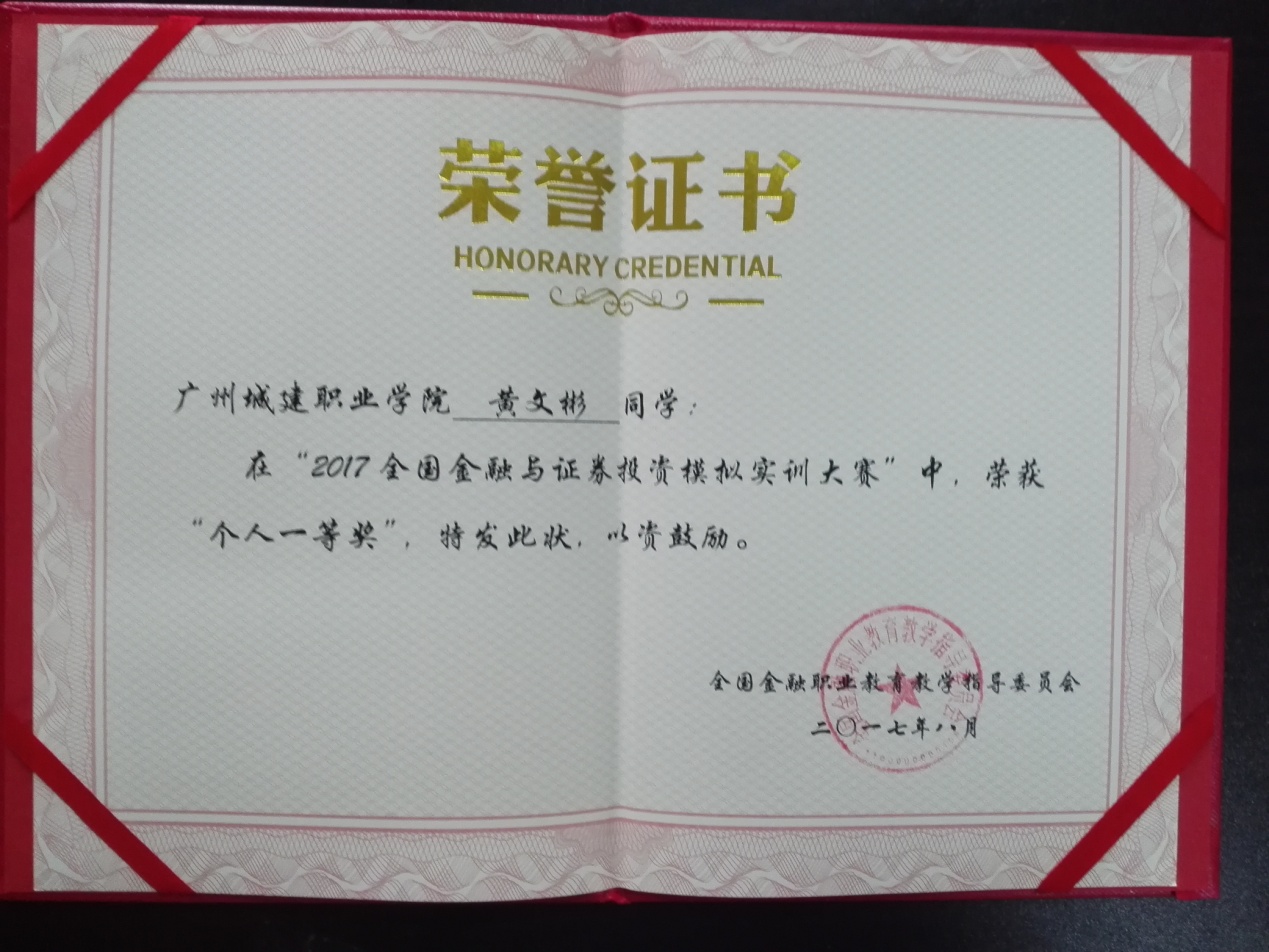 荣誉证书
HONORARY CREDENTIAL
广州城建职业学院 黄文彬 同学：
在“2017全国金融与证券投资模拟实训大赛”中，荣获
“个人一等奖”，特发此状，以资鼓励。
全国金融职业教育教学指导委员会
二〇一七年八月